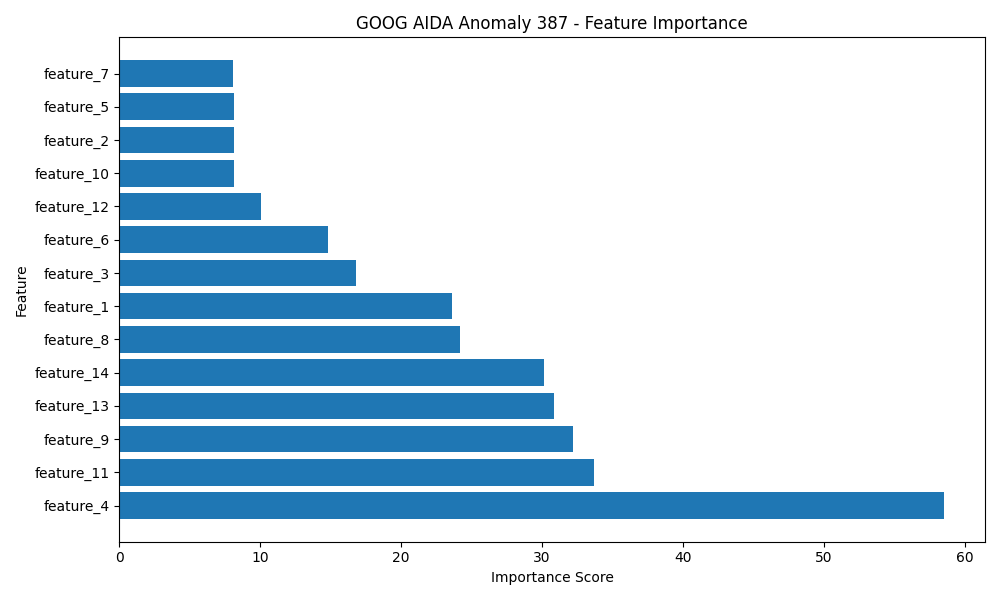 GOOG AIDA Anomaly 387 - Feature Importance
feature_7
feature_5
feature_2
feature_10
feature_12
feature_6
feature_3
feature_1
feature_8
feature_14
feature_13
feature_9
feature_11
feature_4
Feature
0 10 20 30 40 50 60
Importance Score